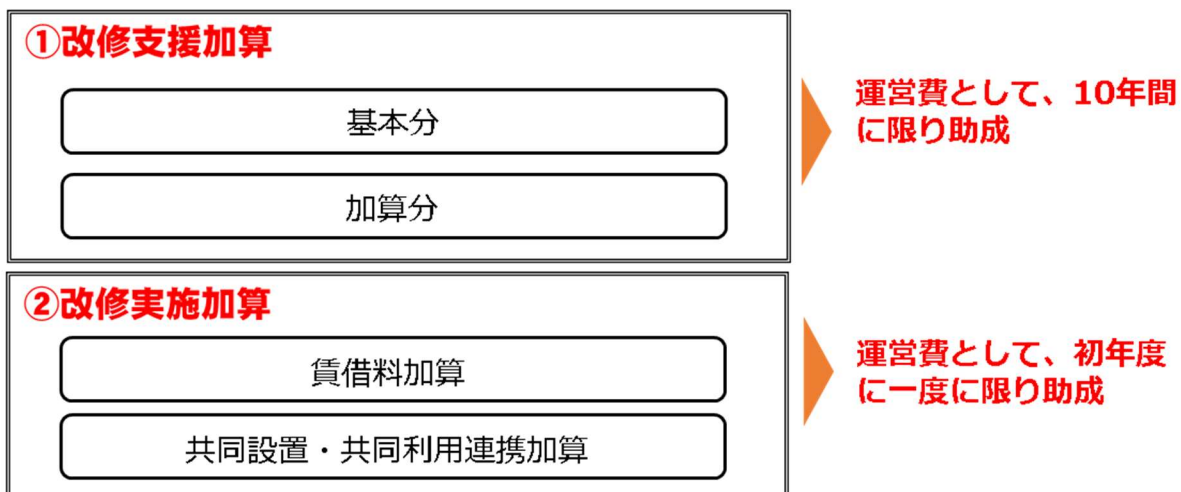 ①改修支援加算
基本分
加算分
運営費として、10年間
に限り助成
②改修実施加算
賃借料加算
共同設置・共同利用連携加算
運営費として、初年度
に一度に限り助成